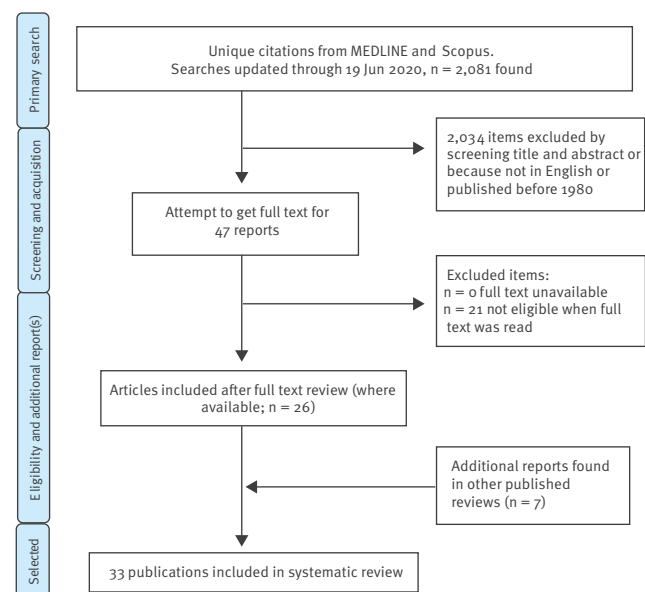 Primary search
Unique citations from MEDLINE and Scopus.
Searches updated through 19 Jun 2020, n = 2,081 found
Screening and acquisition
2,034 items excluded by
screening title and abstract or
because not in English or
published before 1980
Attempt to get full text for
47 reports
Excluded items:
n = 0 full text unavailable
n = 21 not eligible when full
text was read
Eligibility and additional report(s)
Articles included after full text review (where
available; n = 26)
Additional reports found
in other published
reviews (n = 7)
Selected
33 publications included in systematic review